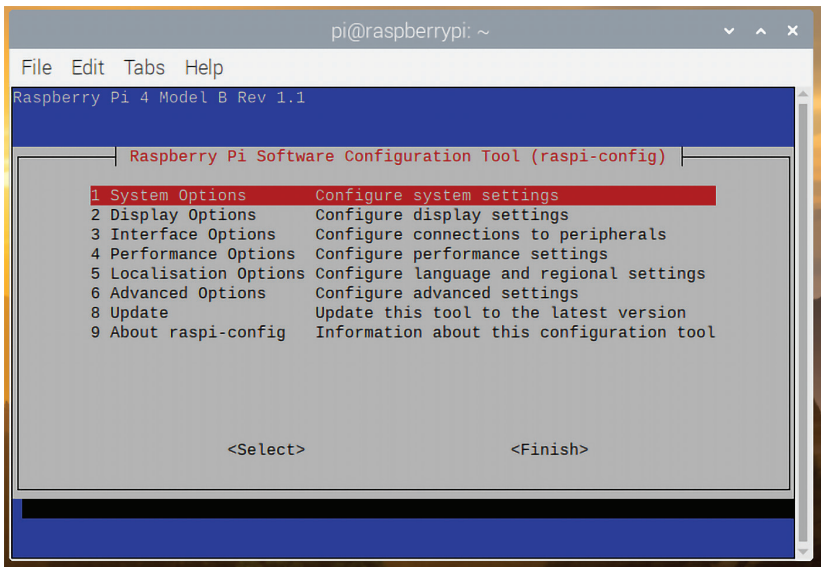 pi@raspberrypi: ~
File Edit Tabs Help
Raspberry Pi 4 Model B Rev 1.1
Raspberry Pi Software Configuration Tool (raspi-config)
1 System Options Configure system settings
2 Display Options Configure display settings
3 Interface Options Configure connections to peripherals
4 Performance Options Configure performance settings
5 Localisation Options Configure language and regional settings
6 Advanced Options Configure advanced settings
8 Update Update this tool to the latest version
9 About raspi-config Information about this configuration tool
<Select> <Finish>